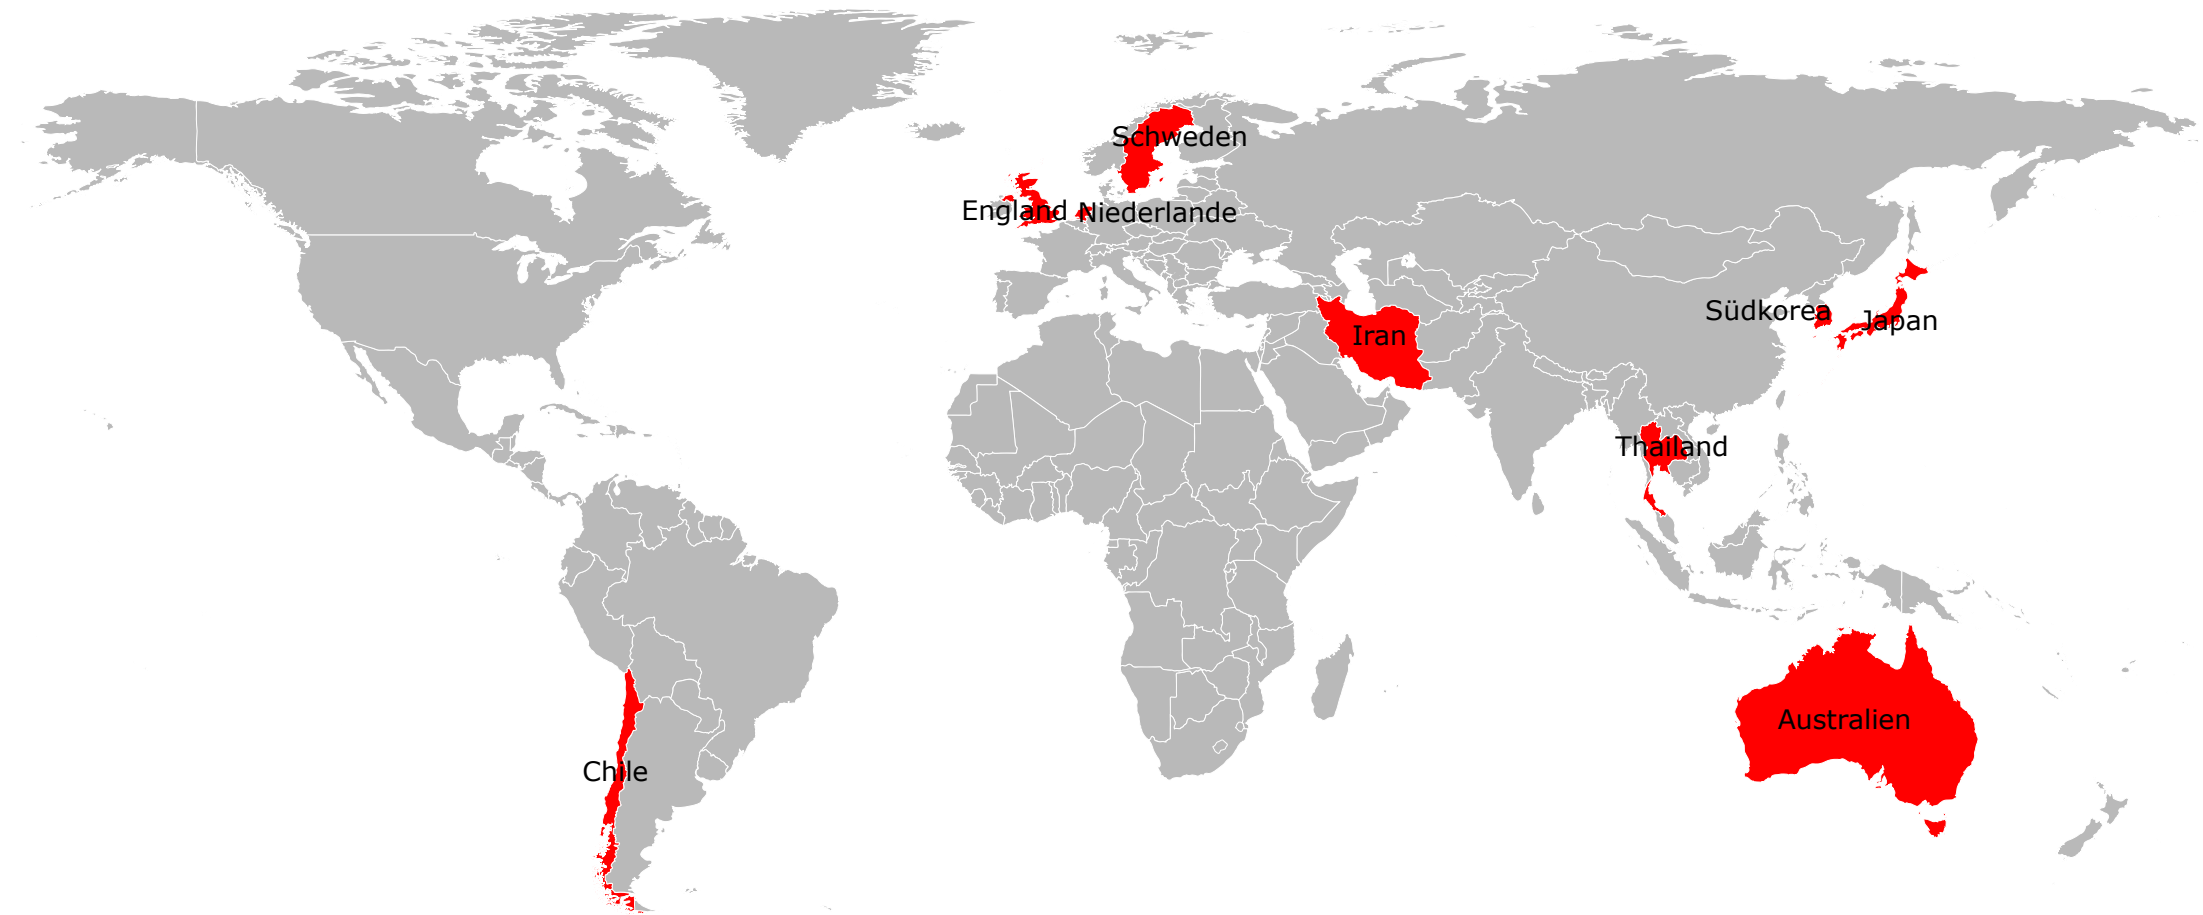 Schweden
England
Niederlande
Südkorea
Japan
Iran
Thailand
Australien
Chile